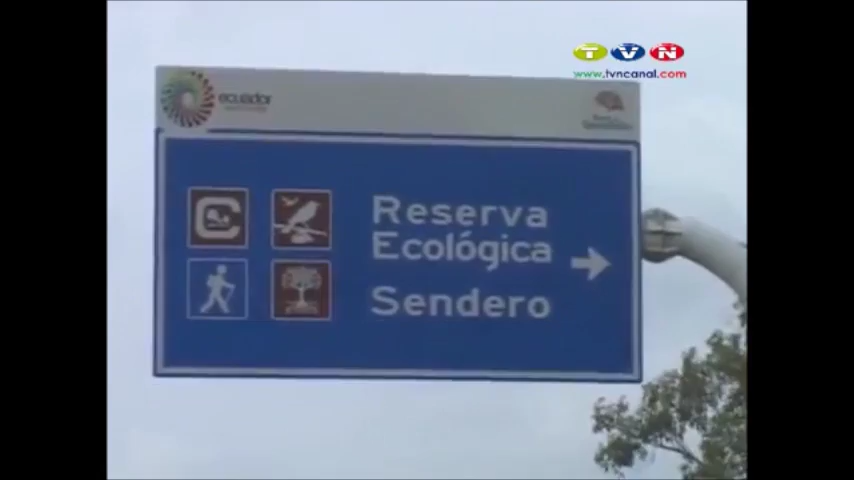 TVN
www.tvncanal.com
ecuador
Reserva
Ecológica
Sendero